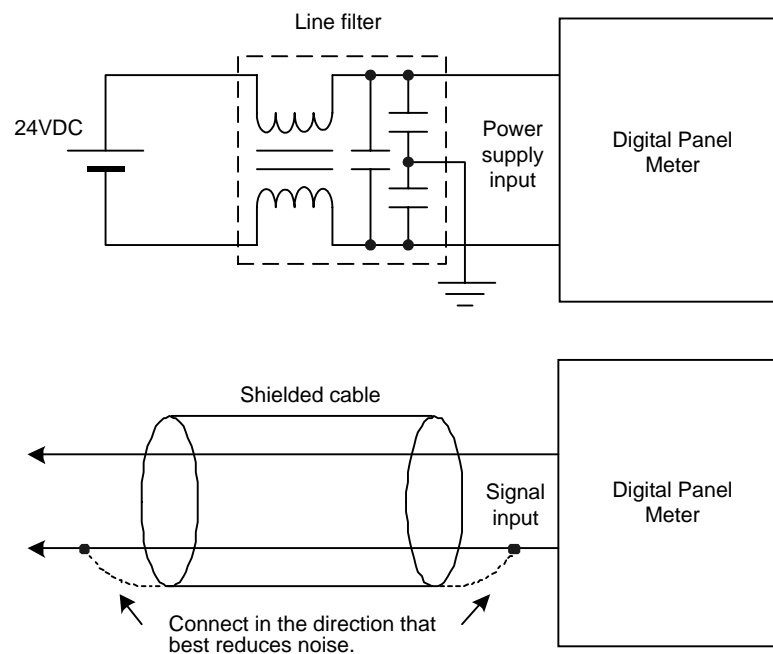 Line filter
24VDC
Power
supply
input
Digital Panel
Meter
Shielded cable
Signal
input
Digital Panel
Meter
Connect in the direction that
best reduces noise.